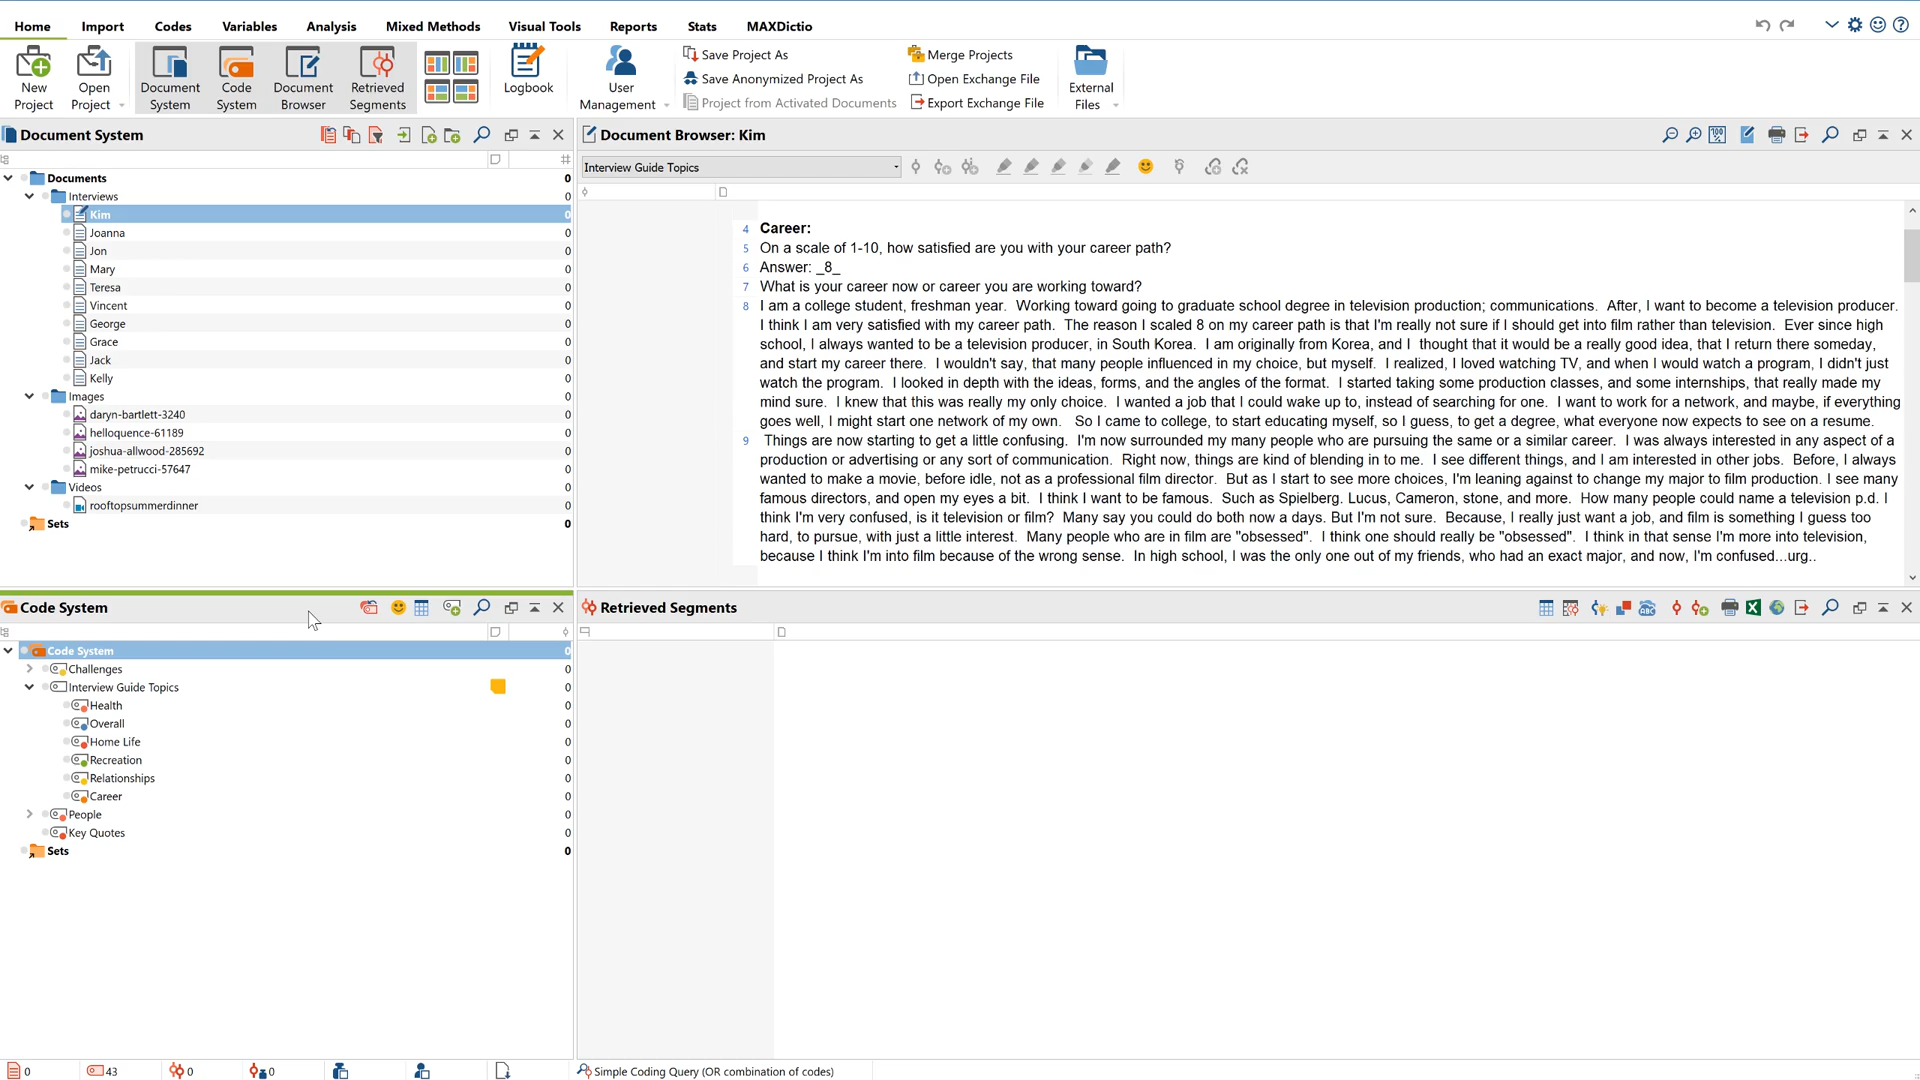 Home Import Codes Variables Analysis Mixed Methods Visual Tools Reports Stats MAXDictio
New Project
Open Project
Document System
Code System
Document Browser
Retrieved Segments
Logbook
User Management
Save Project As
Save Anonymized Project As
Project from Activated Documents
Merge Projects
Open Exchange File
Export Exchange File
External Files
Document System
Documents 0
Interviews 0
Kim 0
Joanna 0
Jon 0
Mary 0
Teresa 0
Vincent 0
George 0
Grace 0
Jack 0
Kelly 0
Images 0
daryn-bartlett-3240 0
helloquence-61189 0
joshua-allwood-285692 0
mike-petrucci-57647 0
Videos 0
rooftopsummerdinner 0
Sets 0
Document Browser: Kim
Interview Guide Topics
4 Career:
5 On a scale of 1-10, how satisfied are you with your career path?
6 Answer: _8_
7 What is your career now or career you are working toward?
8 I am a college student, freshman year. Working toward going to graduate school degree in television production; communications. After, I want to become a television producer.
I think I am very satisfied with my career path. The reason I scaled 8 on my career path is that I'm really not sure if I should get into film rather than television. Ever since high
school, I always wanted to be a television producer, in South Korea. I am originally from Korea, and I thought that it would be a really good idea, that I return there someday,
and start my career there. I wouldn't say, that many people influenced in my choice, but myself. I realized, I loved watching TV, and when I would watch a program, I didn't just
watch the program. I looked in depth with the ideas, forms, and the angles of the format. I started taking some production classes, and some internships, that really made my
mind sure. I knew that this was really my only choice. I wanted a job that I could wake up to, instead of searching for one. I want to work for a network, and maybe, if everything
goes well, I might start one network of my own. So I came to college, to start educating myself, so I guess, to get a degree, what everyone now expects to see on a resume.
9 Things are now starting to get a little confusing. I'm now surrounded my many people who are pursuing the same or a similar career. I was always interested in any aspect of a
production or advertising or any sort of communication. Right now, things are kind of blending in to me. I see different things, and I am interested in other jobs. Before, I always
wanted to make a movie, before idle, not as a professional film director. But as I start to see more choices, I'm leaning against to change my major to film production. I see many
famous directors, and open my eyes a bit. I think I want to be famous. Such as Spielberg. Lucus, Cameron, stone, and more. How many people could name a television p.d. I
think I'm very confused, is it television or film? Many say you could do both now a days. But I'm not sure. Because, I really just want a job, and film is something I guess too
hard, to pursue, with just a little interest. Many people who are in film are "obsessed". I think one should really be "obsessed". I think in that sense I'm more into television,
because I think I'm into film because of the wrong sense. In high school, I was the only one out of my friends, who had an exact major, and now, I'm confused...urg..
Code System
Code System 0
Challenges 0
Interview Guide Topics 0
Health 0
Overall 0
Home Life 0
Recreation 0
Relationships 0
Career 0
People 0
Key Quotes 0
Sets 0
Retrieved Segments
0 43 0 0 Simple Coding Query (OR combination of codes)